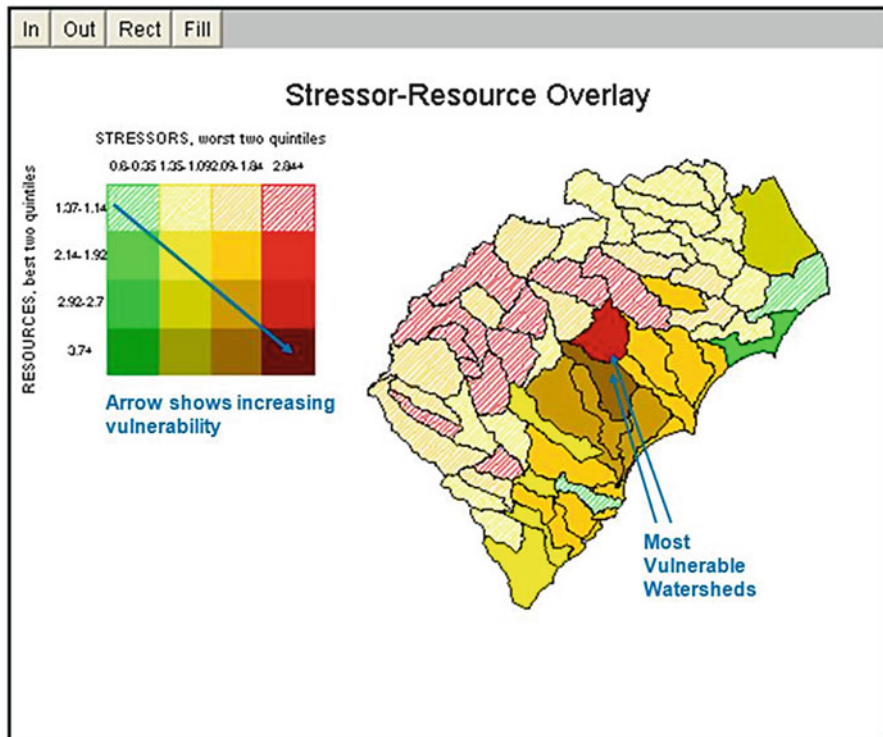 In Out Rect Fill
Stressor-Resource Overlay
STRESSORS, worst two quintiles
0.6-0.35 1.35-1.09 2.09-1.84 2.84+
RESOURCES, best two quintiles
1.37-1.14
2.14-1.92
2.92-2.7
3.74
Arrow shows increasing
vulnerability
Most
Vulnerable
Watersheds